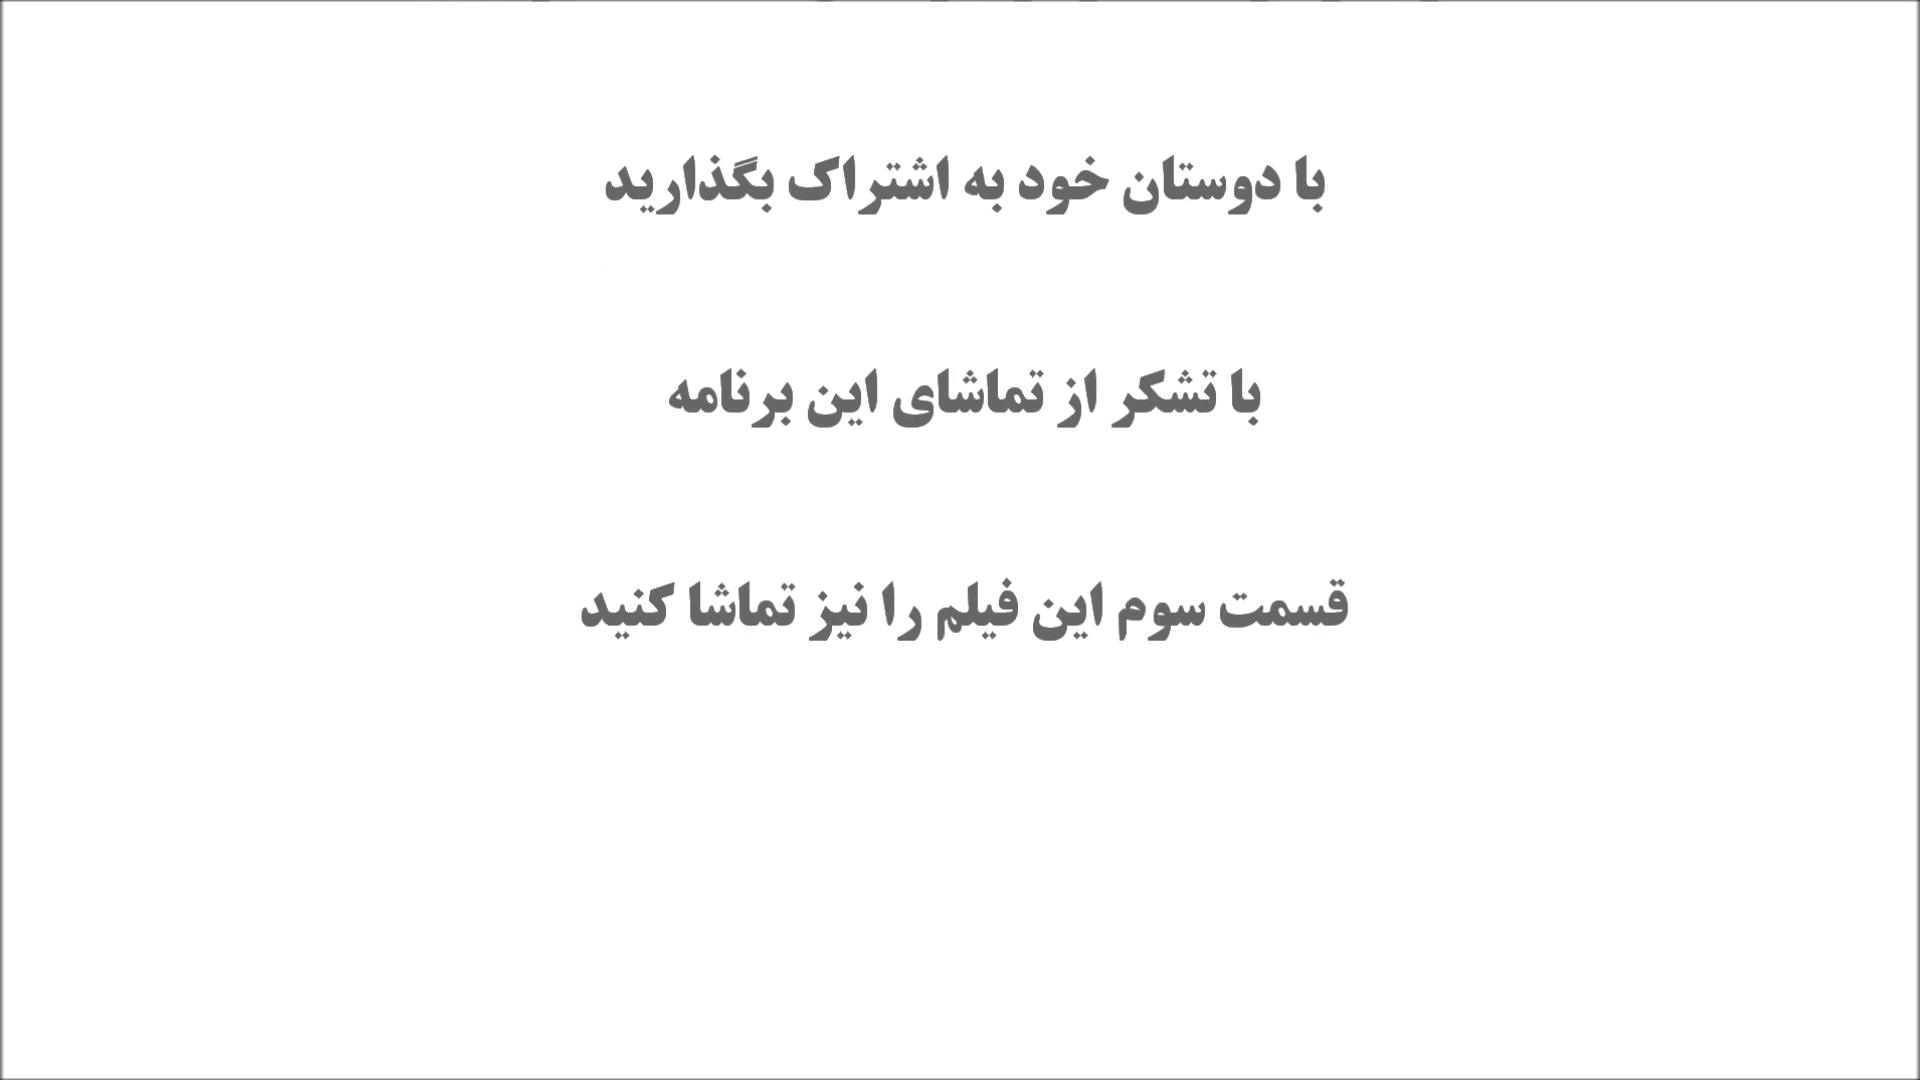 با دوستان خود به اشتراک بگذارید
با تشکر از تماشای این برنامه
قسمت سوم این فیلم را نیز تماشا کنید